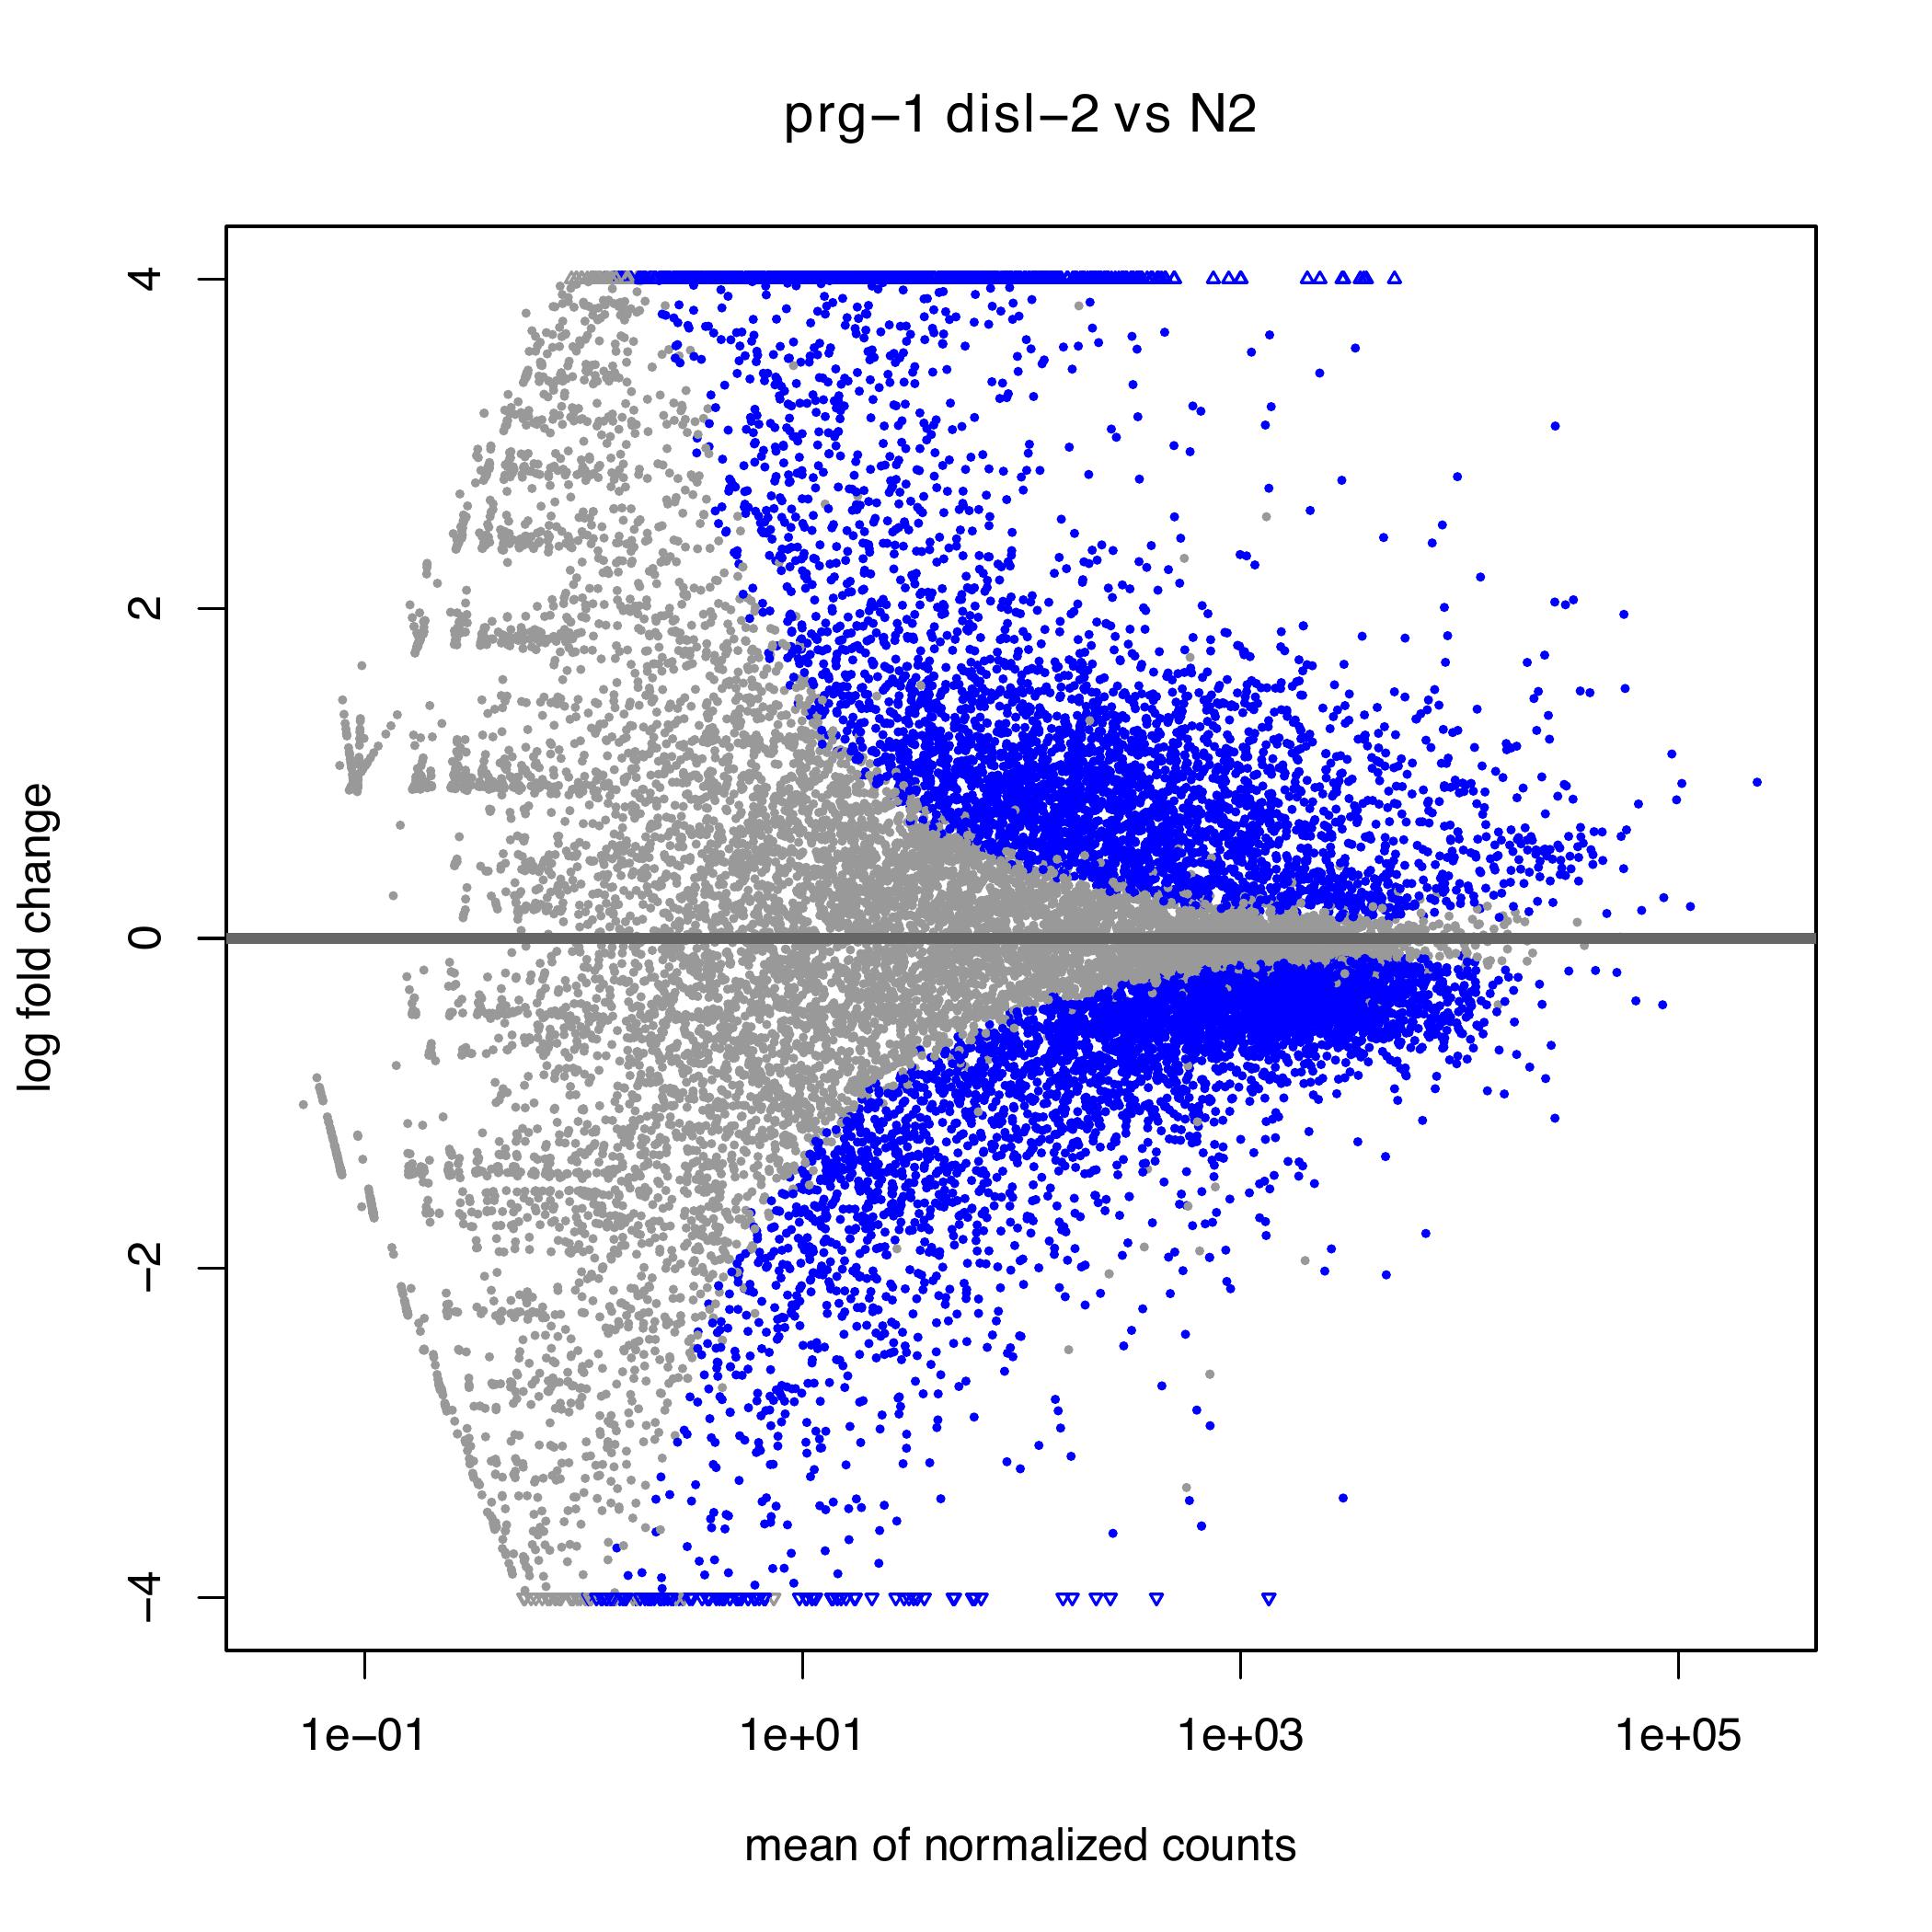 prg−1 disl−2 vs N2
4
2
0
−2
−4
log fold change
1e−01 1e+01 1e+03 1e+05
mean of normalized counts